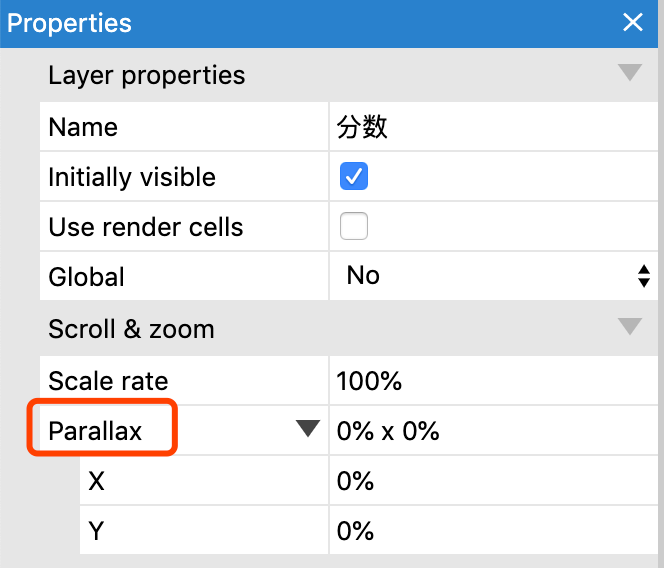 Properties
Layer properties
Name 分数
Initially visible
Use render cells
Global No
Scroll & zoom
Scale rate 100%
Parallax 0% x 0%
X 0%
Y 0%